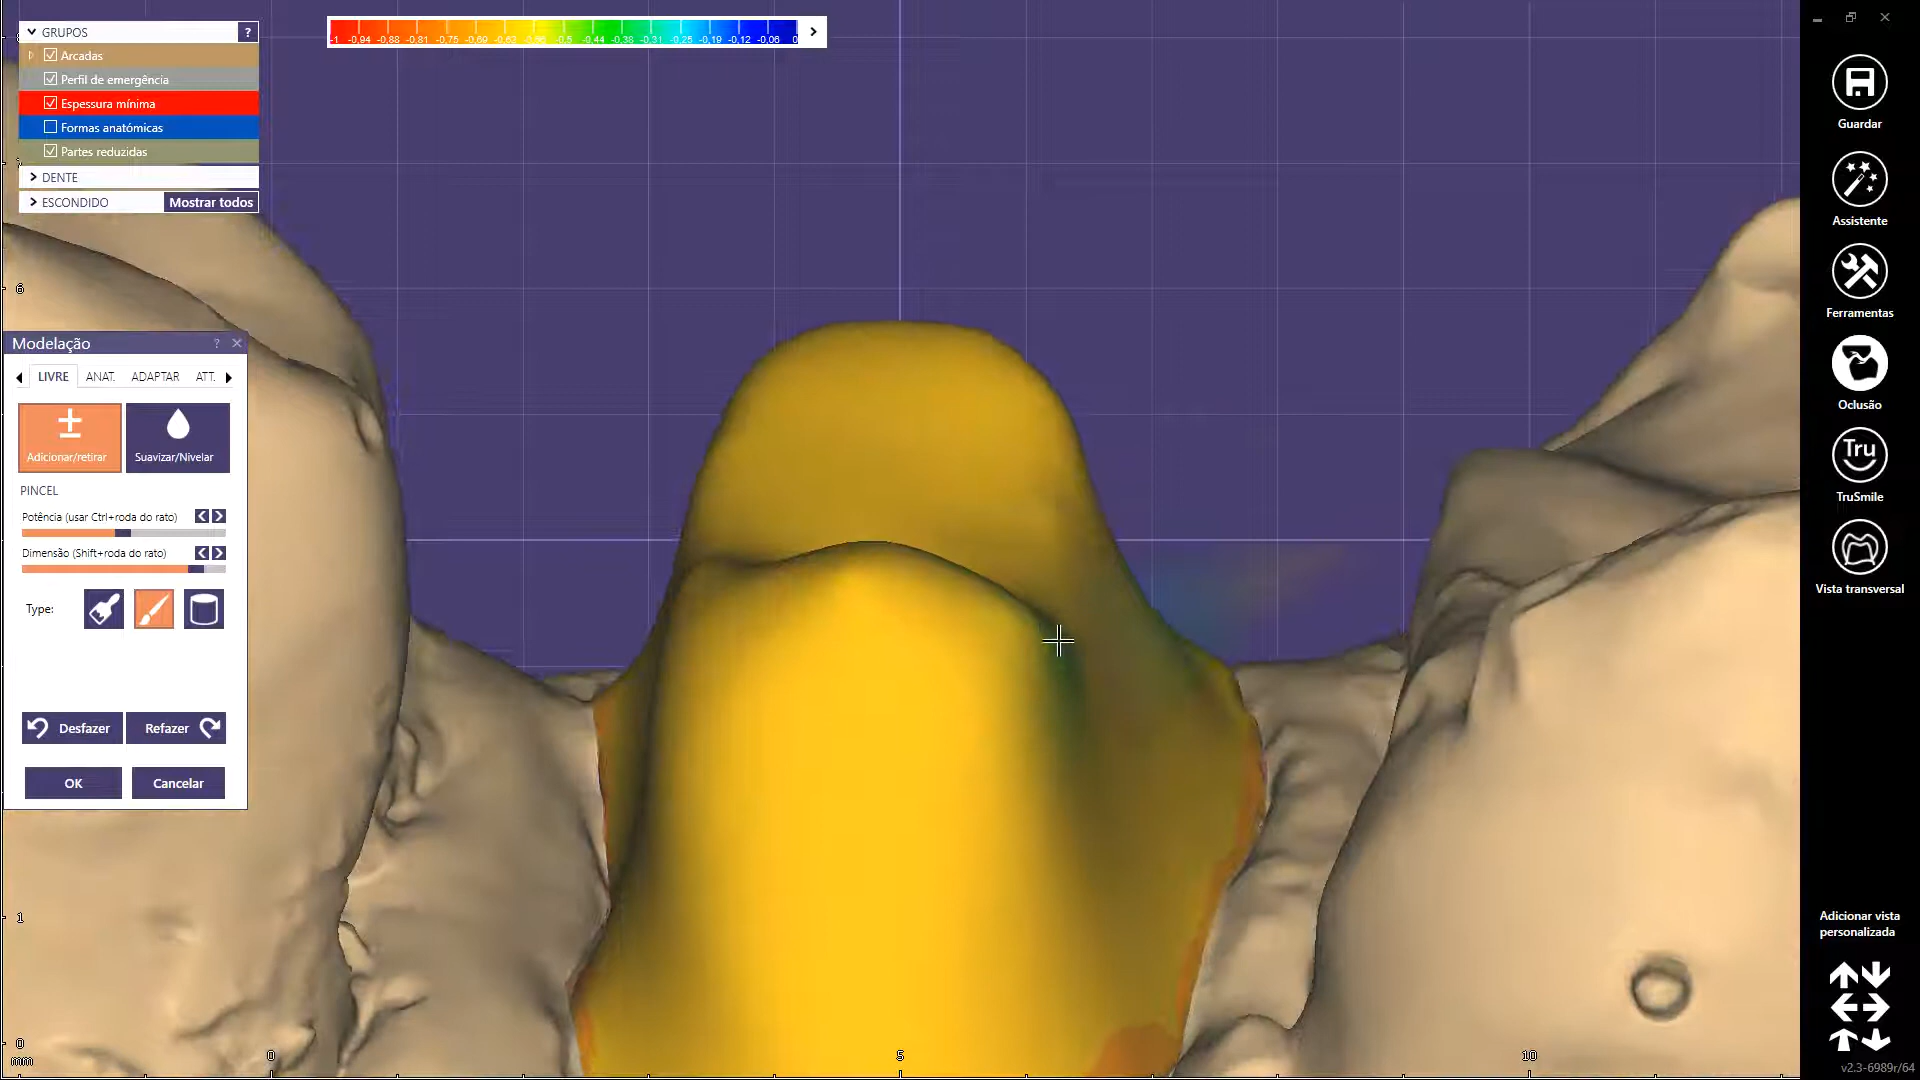 GRUPOS ?
Arcadas
Perfil de emergência
Espessura mínima
Formas anatómicas
Partes reduzidas
DENTE
ESCONDIDO Mostrar todos
-1 -0,94 -0,88 -0,81 -0,75 -0,69 -0,62 -0,56 -0,5 -0,44 -0,38 -0,31 -0,25 -0,19 -0,12 -0,06 0
Modelação ?
LIVRE ANAT. ADAPTAR ATT.
Adicionar/retirar Suavizar/Nivelar
PINCEL
Potência (usar Ctrl+roda do rato)
Dimensão (Shift+roda do rato)
Type:
Desfazer Refazer
OK Cancelar
6
1
0
mm
0 5 10
Guardar
Assistente
Ferramentas
Oclusão
Tru
TruSmile
Vista transversal
Adicionar vista
personalizada
v2.3-6989r/64